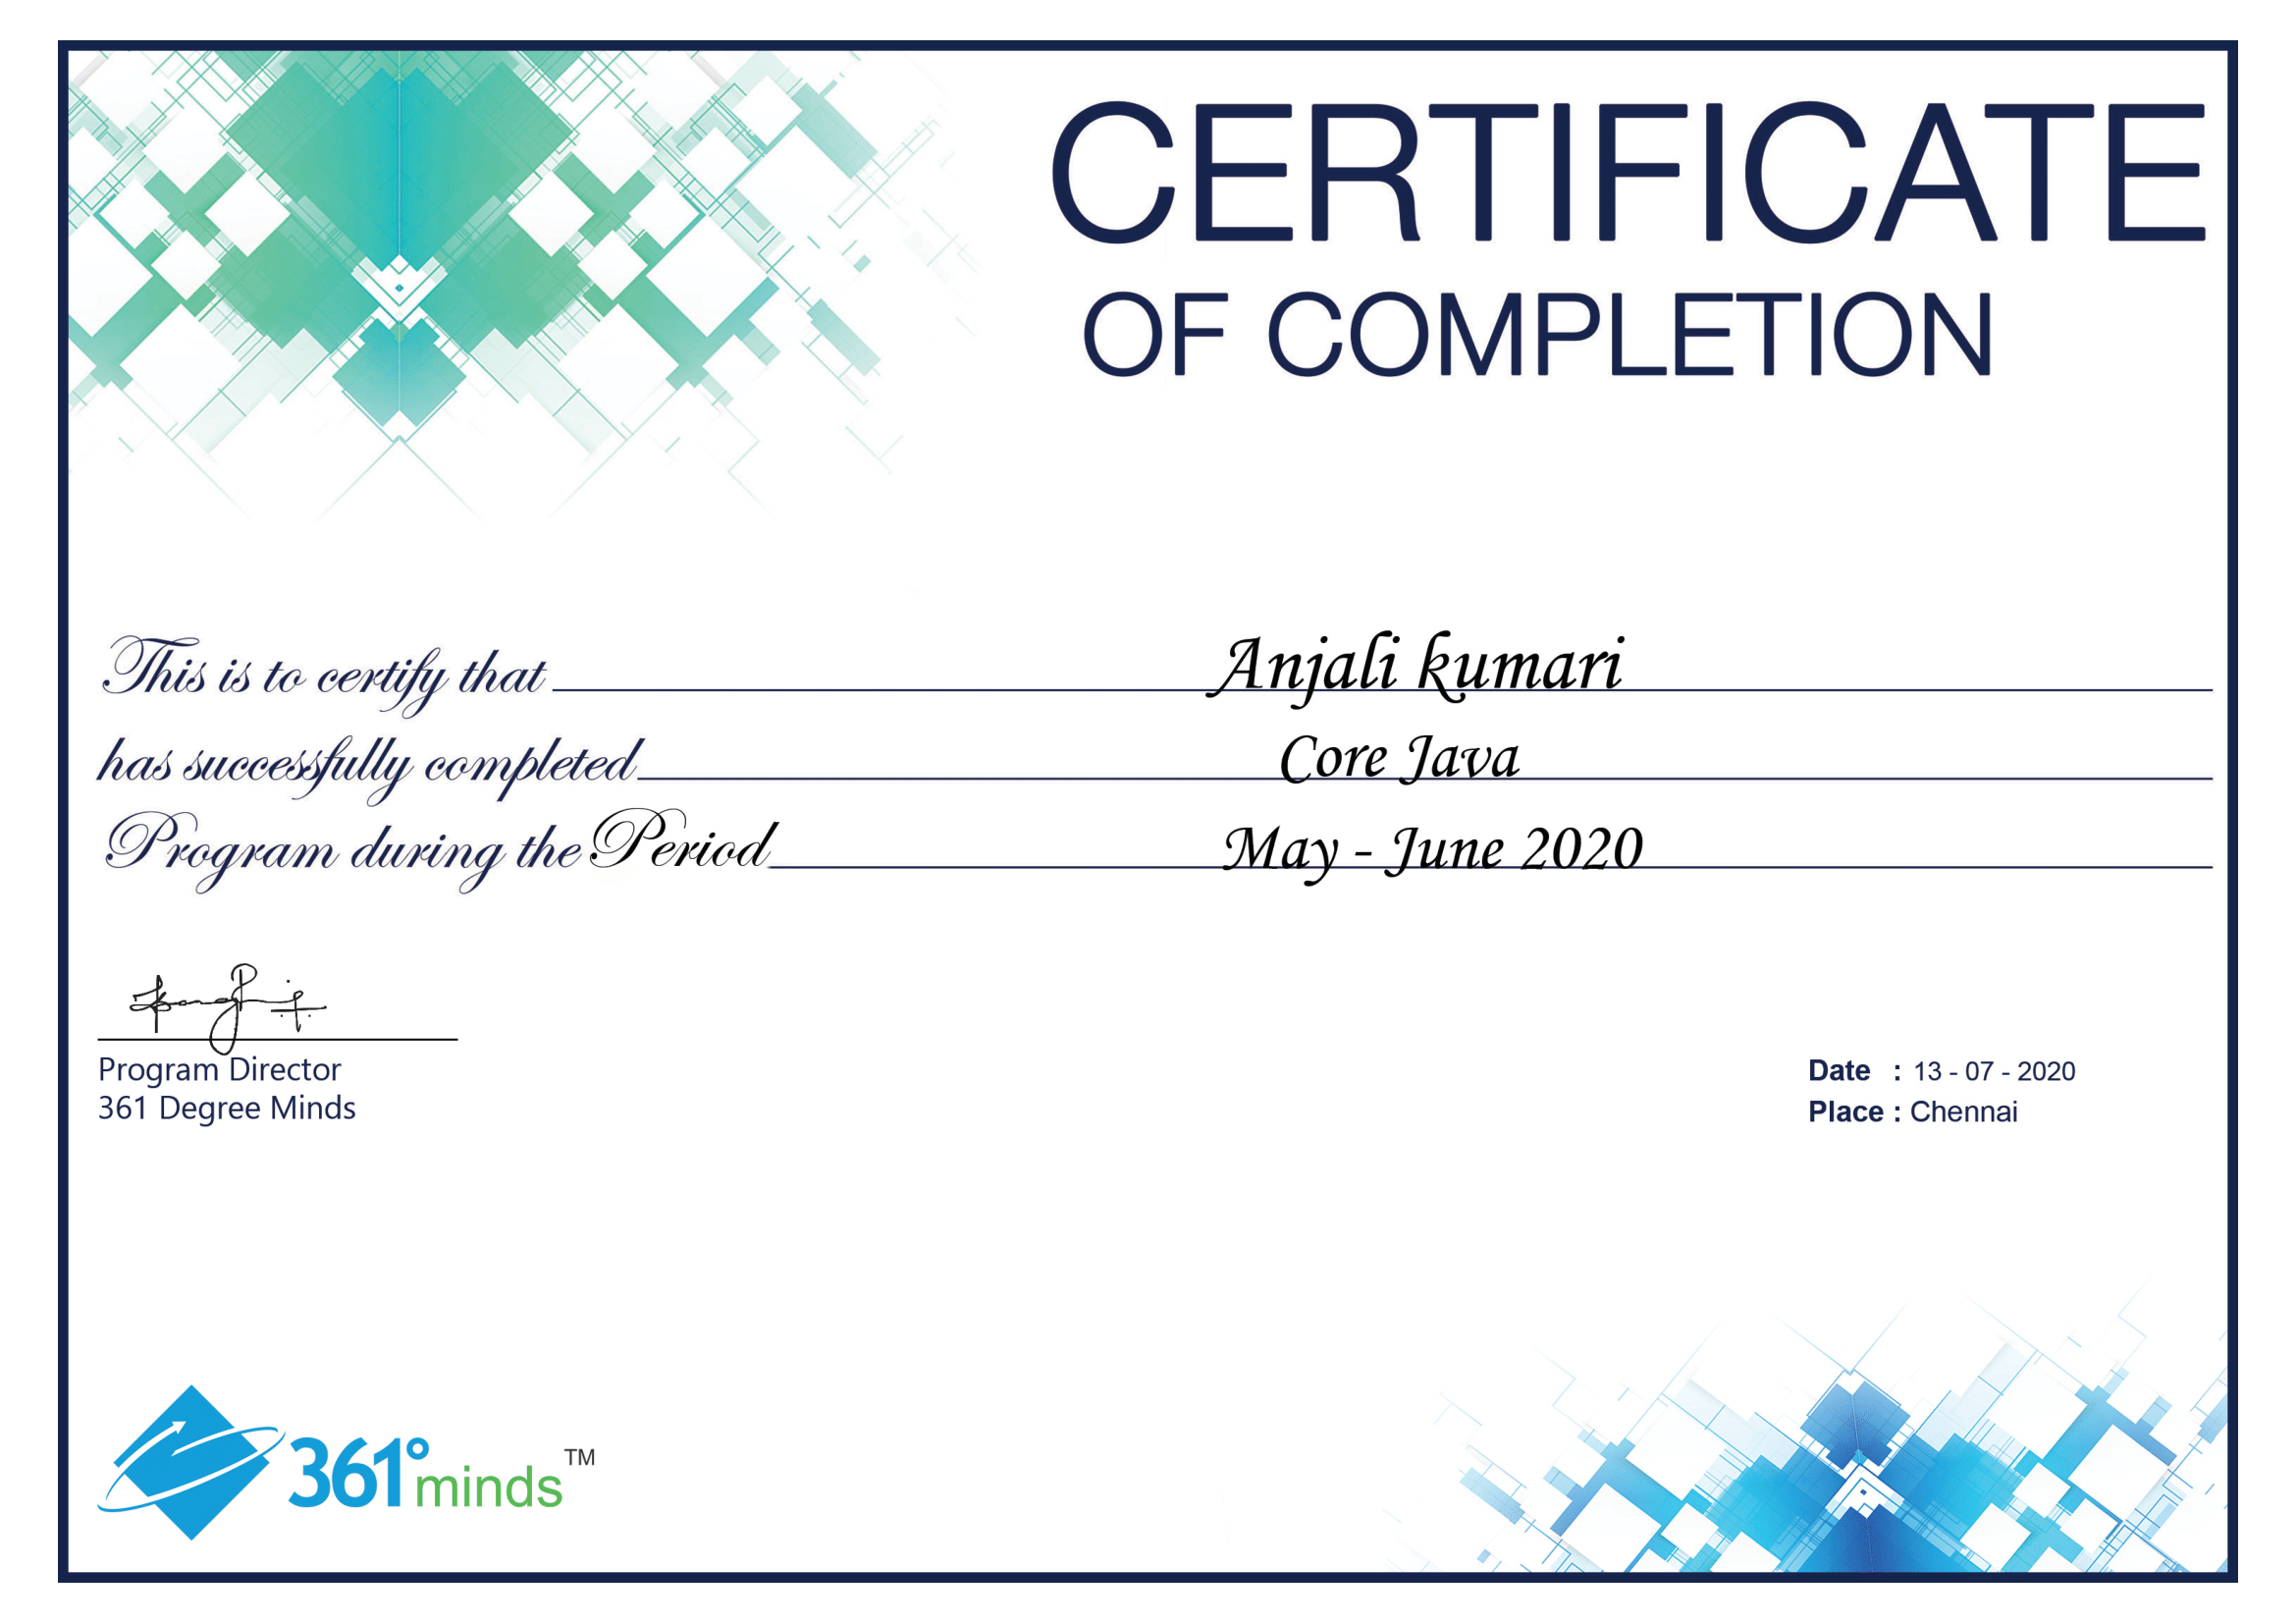 CERTIFICATE
OF COMPLETION
This is to certify that Anjali kumari
has successfully completed Core Java
Program during the Period May - June 2020
Program Director
361 Degree Minds
Date : 13 - 07 - 2020
Place : Chennai
361° minds™